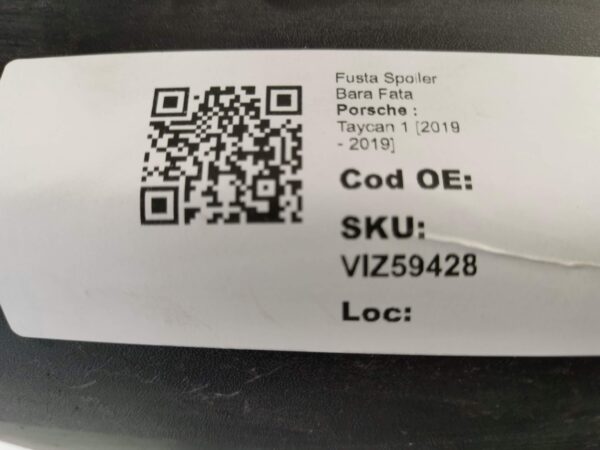 Fusta Spoiler
Bara Fata
Porsche :
Taycan 1 [2019
- 2019]
Cod OE:
SKU:
VIZ59428
Loc: